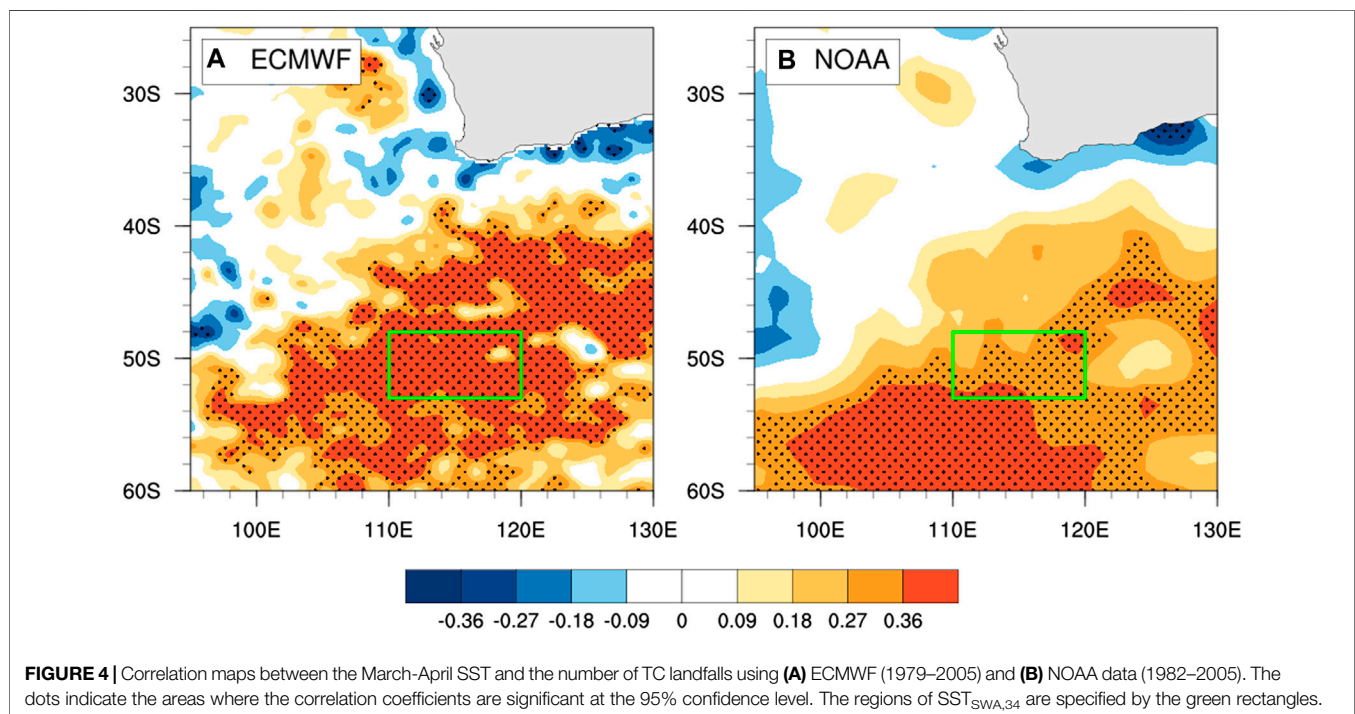 A ECMWF
B NOAA
30S
40S
50S
60S
100E 110E 120E 130E
100E 110E 120E 130E
-0.36 -0.27 -0.18 -0.09 0 0.09 0.18 0.27 0.36
FIGURE 4 | Correlation maps between the March-April SST and the number of TC landfalls using (A) ECMWF (1979–2005) and (B) NOAA data (1982–2005). The
dots indicate the areas where the correlation coefficients are significant at the 95% confidence level. The regions of SSTSWA,34 are specified by the green rectangles.